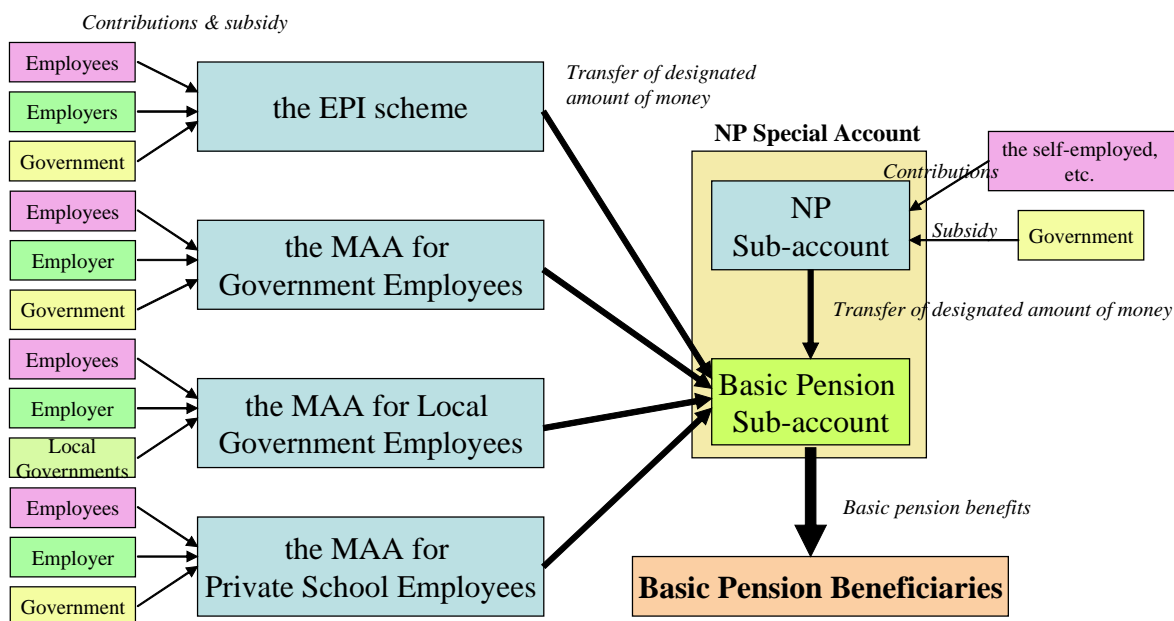 Contributions & subsidy
Employees
Employers
Government
the EPI scheme
Transfer of designated
amount of money
Employees
Employer
Government
the MAA for
Government Employees
Employees
Employer
Local
Governments
the MAA for Local
Government Employees
Employees
Employer
Government
the MAA for
Private School Employees
NP Special Account
the self-employed,
etc.
Contributions
NP
Sub-account
Subsidy
Government
Transfer of designated amount of money
Basic Pension
Sub-account
Basic pension benefits
Basic Pension Beneficiaries